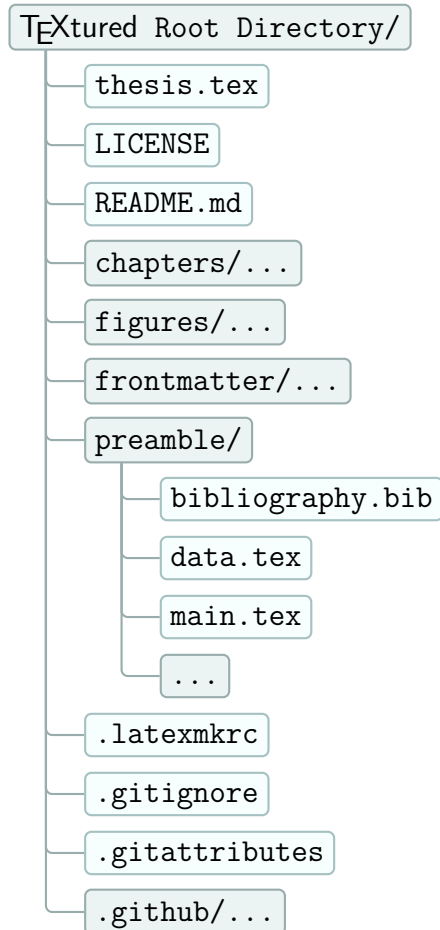 TEXtured Root Directory/
thesis.tex
LICENSE
README.md
chapters/...
figures/...
frontmatter/...
preamble/
bibliography.bib
data.tex
main.tex
...
.latexmkrc
.gitignore
.gitattributes
.github/...